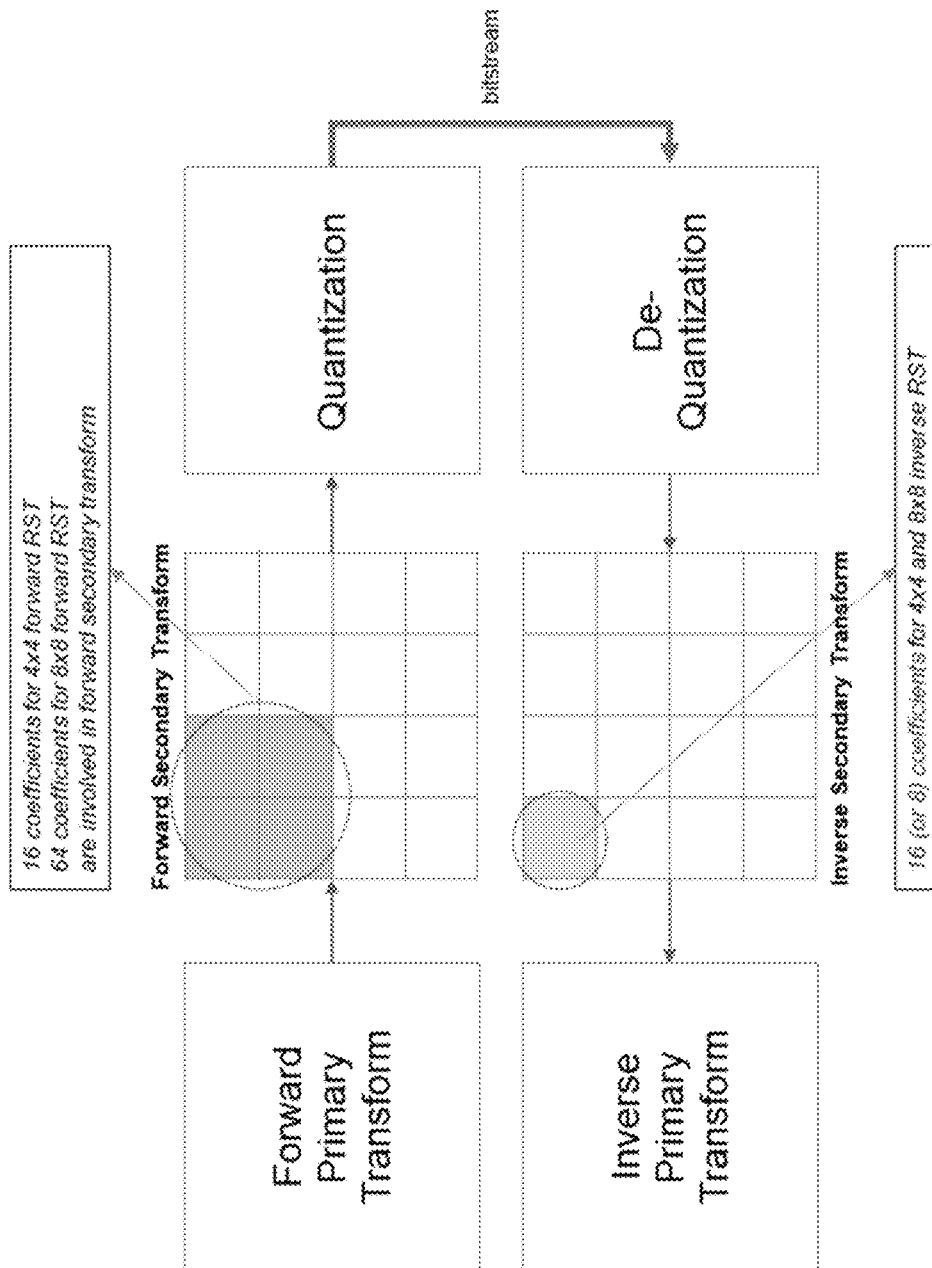 16 coefficients for 4x4 forward RST
64 coefficients for 8x8 forward RST
are involved in forward secondary transform
Forward Secondary Transform
Forward
Primary
Transform
Quantization
bitstream
Inverse
Primary
Transform
De-
Quantization
Inverse Secondary Transform
16 (or 8) coefficients for 4x4 and 8x8 inverse RST